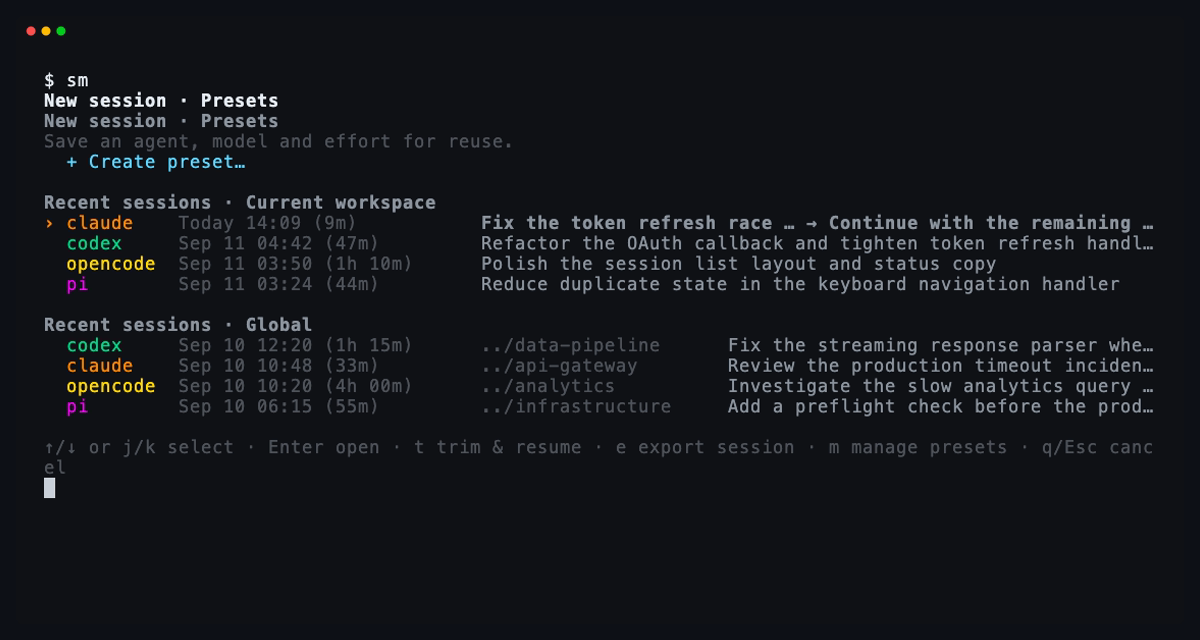 $ sm
New session · Presets
New session · Presets
Save an agent, model and effort for reuse.
+ Create preset…
Recent sessions · Current workspace
› claude Today 14:09 (9m) Fix the token refresh race … → Continue with the remaining …
codex Sep 11 04:42 (47m) Refactor the OAuth callback and tighten token refresh handl…
opencode Sep 11 03:50 (1h 10m) Polish the session list layout and status copy
pi Sep 11 03:24 (44m) Reduce duplicate state in the keyboard navigation handler
Recent sessions · Global
codex Sep 10 12:20 (1h 15m) ../data-pipeline Fix the streaming response parser whe…
claude Sep 10 10:48 (33m) ../api-gateway Review the production timeout inciden…
opencode Sep 10 10:20 (4h 00m) ../analytics Investigate the slow analytics query …
pi Sep 10 06:15 (55m) ../infrastructure Add a preflight check before the prod…
↑/↓ or j/k select · Enter open · t trim & resume · e export session · m manage presets · q/Esc canc
el